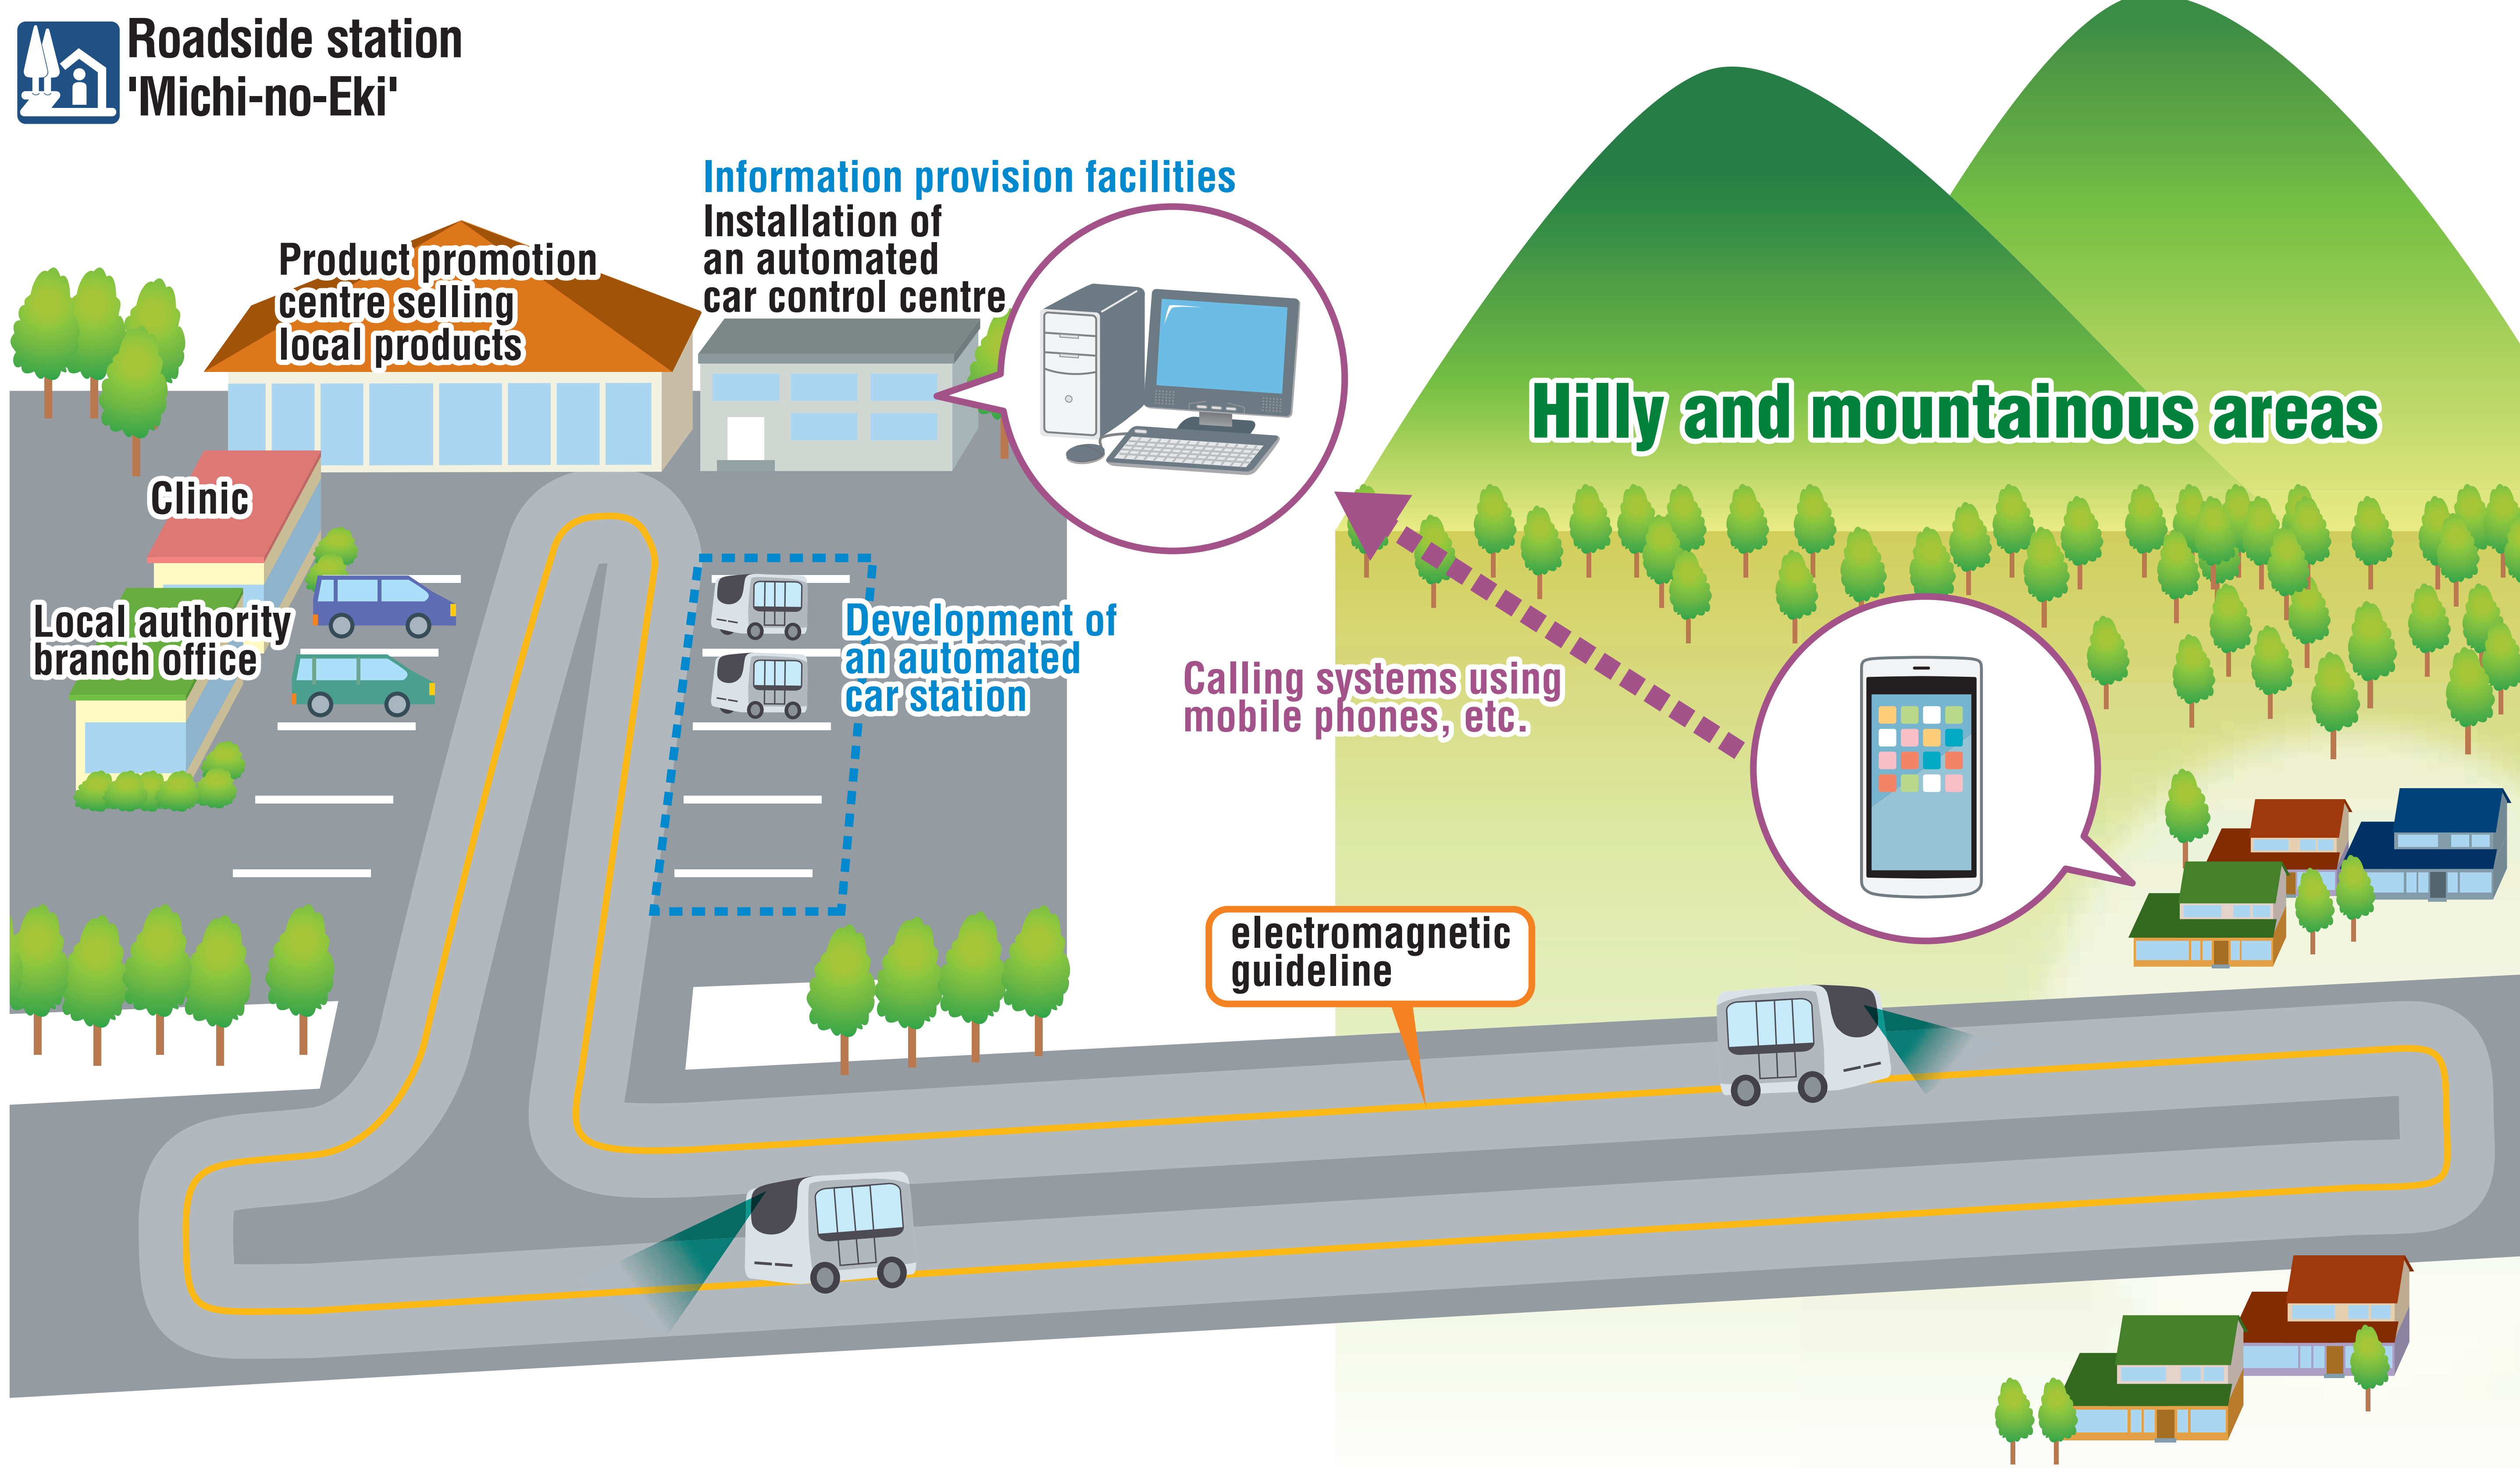 Roadside station
'Michi-no-Eki'
Information provision facilities
Installation of
an automated
car control centre
Product promotion
centre selling
local products
Hilly and mountainous areas
Clinic
Local authority
branch office
Development of
an automated
car station
Calling systems using
mobile phones, etc.
electromagnetic
guideline